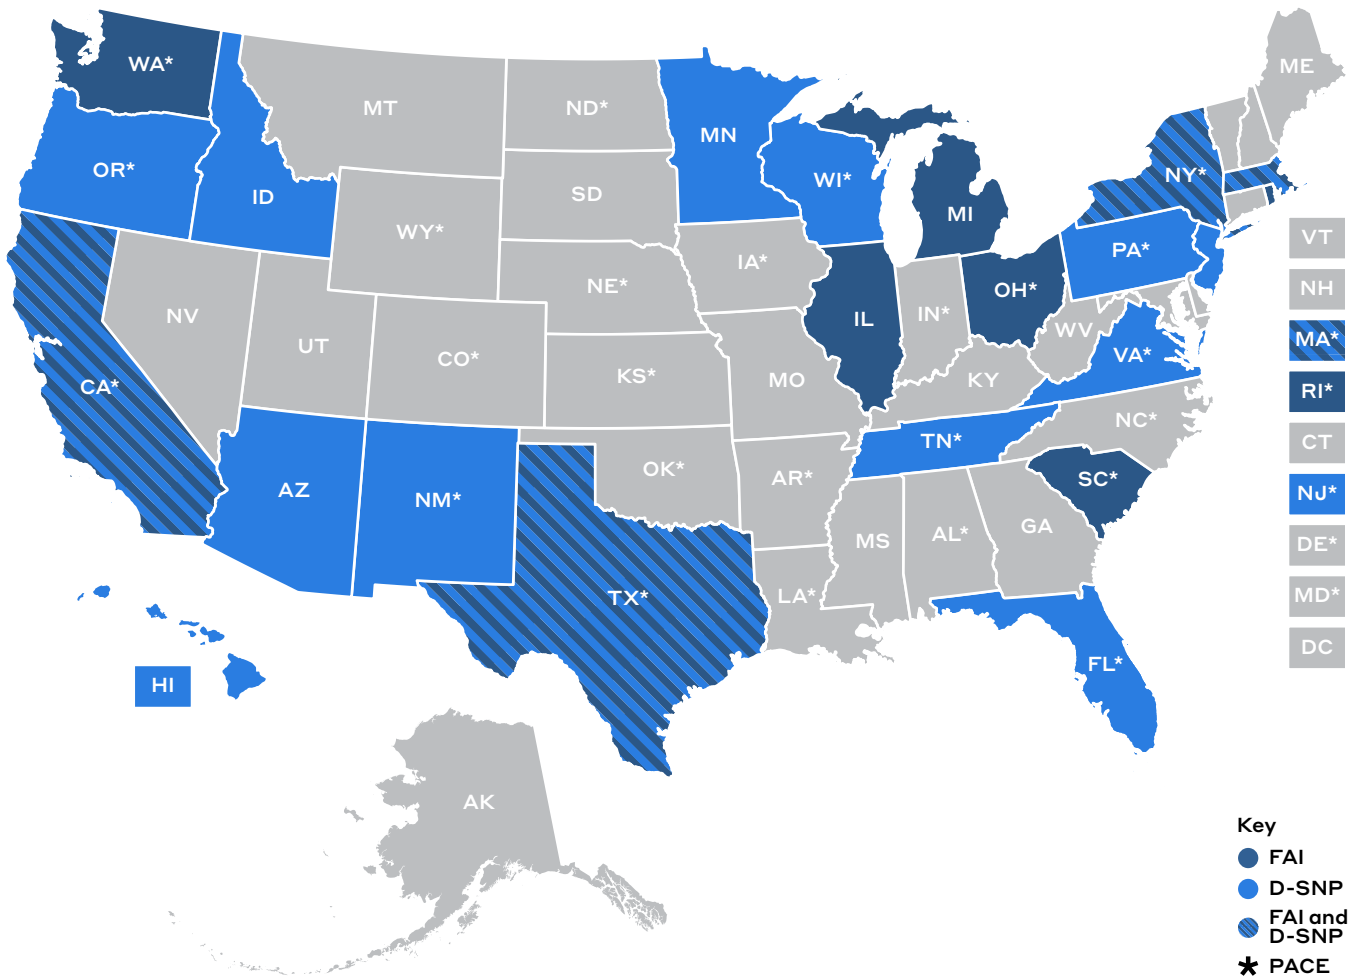 ME
WA*
MT
ND*
MN
OR*
ID
SD
WI*
MI
NY*
WY*
IA*
PA*
VT
NE*
OH*
NH
NV
UT
CO*
IL
IN*
WV
MA*
CA*
KS*
MO
KY
VA*
RI*
NC*
CT
AZ
NM*
OK*
AR*
TN*
SC*
NJ*
MS
AL*
GA
DE*
TX*
LA*
MD*
DC
HI
FL*
AK
Key
FAI
D-SNP
FAI and
D-SNP
* PACE